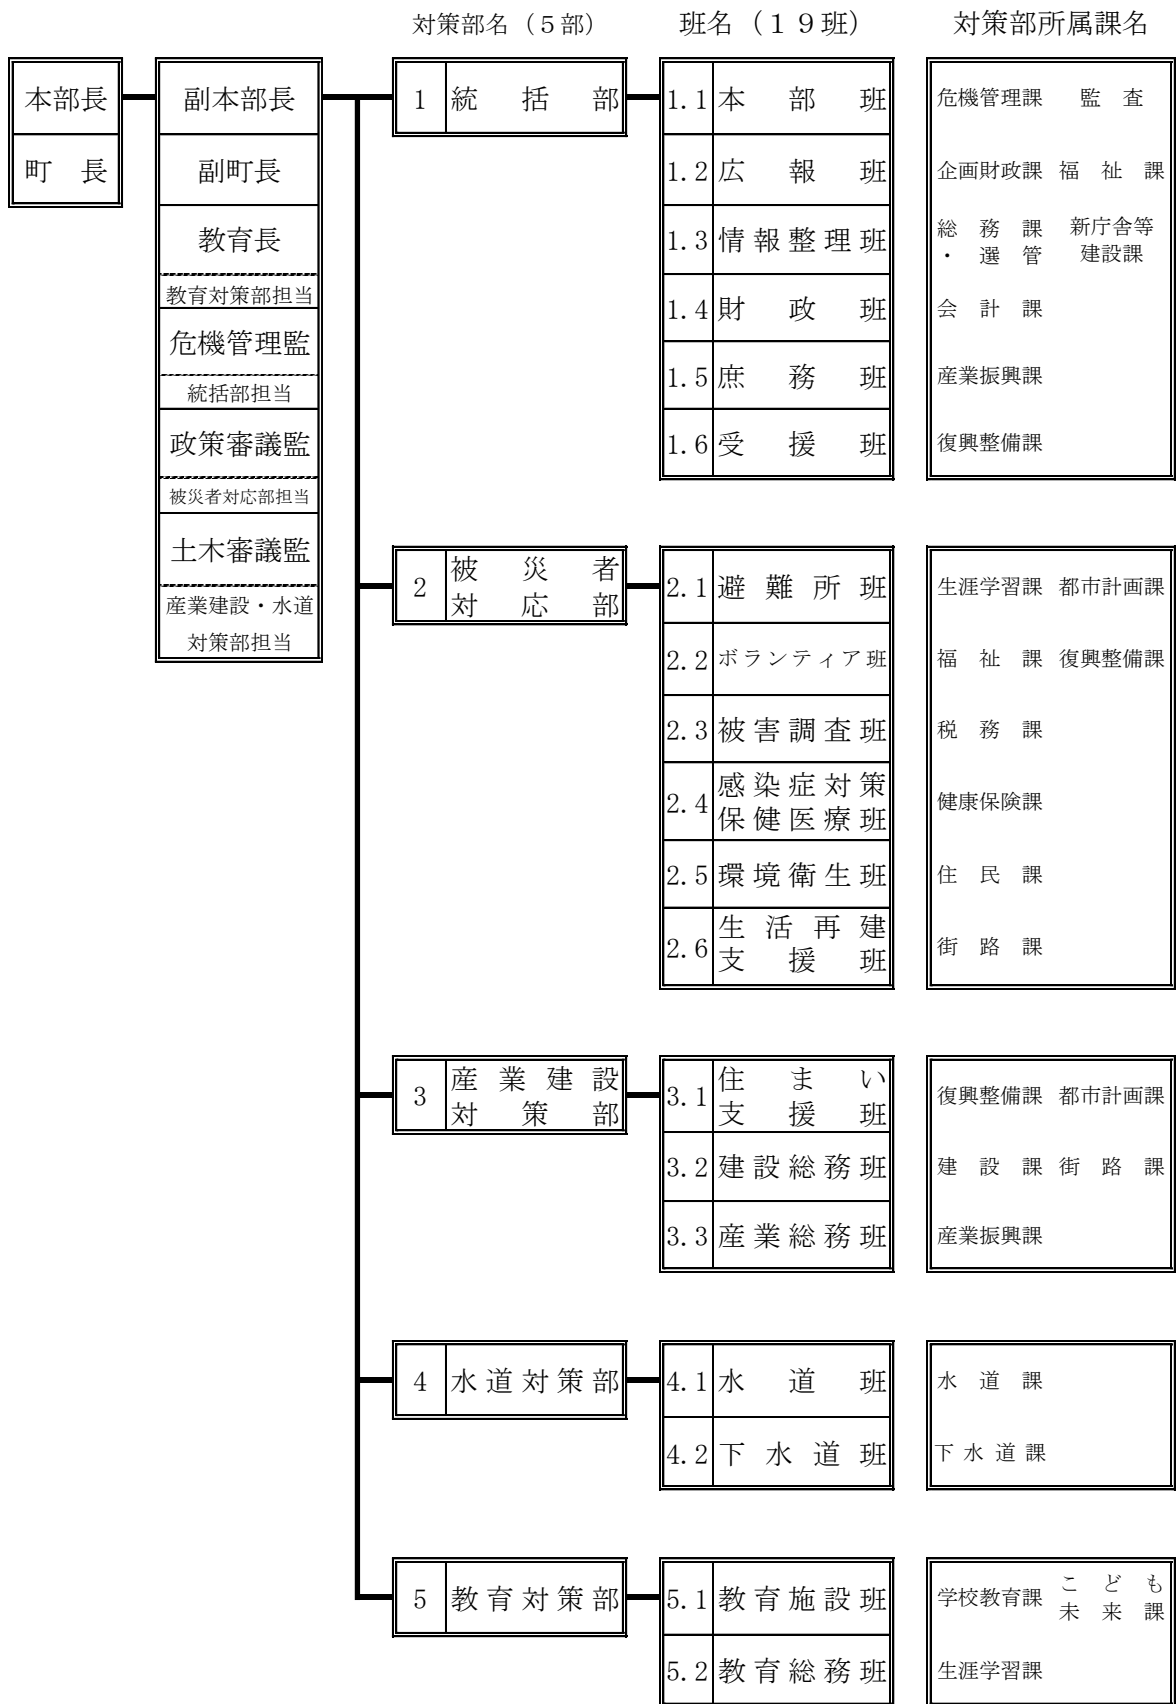 対策部名（５部）
班名（１９班）
対策部所属課名
本部長
町　長
副本部長
副町長
教育長
教育対策部担当
危機管理監
統括部担当
政策審議監
被災者対応部担当
土木審議監
産業建設・水道
対策部担当
1 統括部
1.1 本部班
危機管理課 監査
1.2 広報班
企画財政課 福祉課
1.3 情報整理班
総務課 新庁舎等
・選管 建設課
1.4 財政班
会計課
1.5 庶務班
産業振興課
1.6 受援班
復興整備課
2 被災者
対応部
2.1 避難所班
生涯学習課 都市計画課
2.2 ボランティア班
福祉課 復興整備課
2.3 被害調査班
税務課
2.4 感染症対策
保健医療班
健康保険課
2.5 環境衛生班
住民課
2.6 生活再建
支援班
街路課
3 産業建設
対策部
3.1 住まい
支援班
復興整備課 都市計画課
3.2 建設総務班
建設課 街路課
3.3 産業総務班
産業振興課
4 水道対策部
4.1 水道班
水道課
4.2 下水道班
下水道課
5 教育対策部
5.1 教育施設班
学校教育課 こども
未来課
5.2 教育総務班
生涯学習課